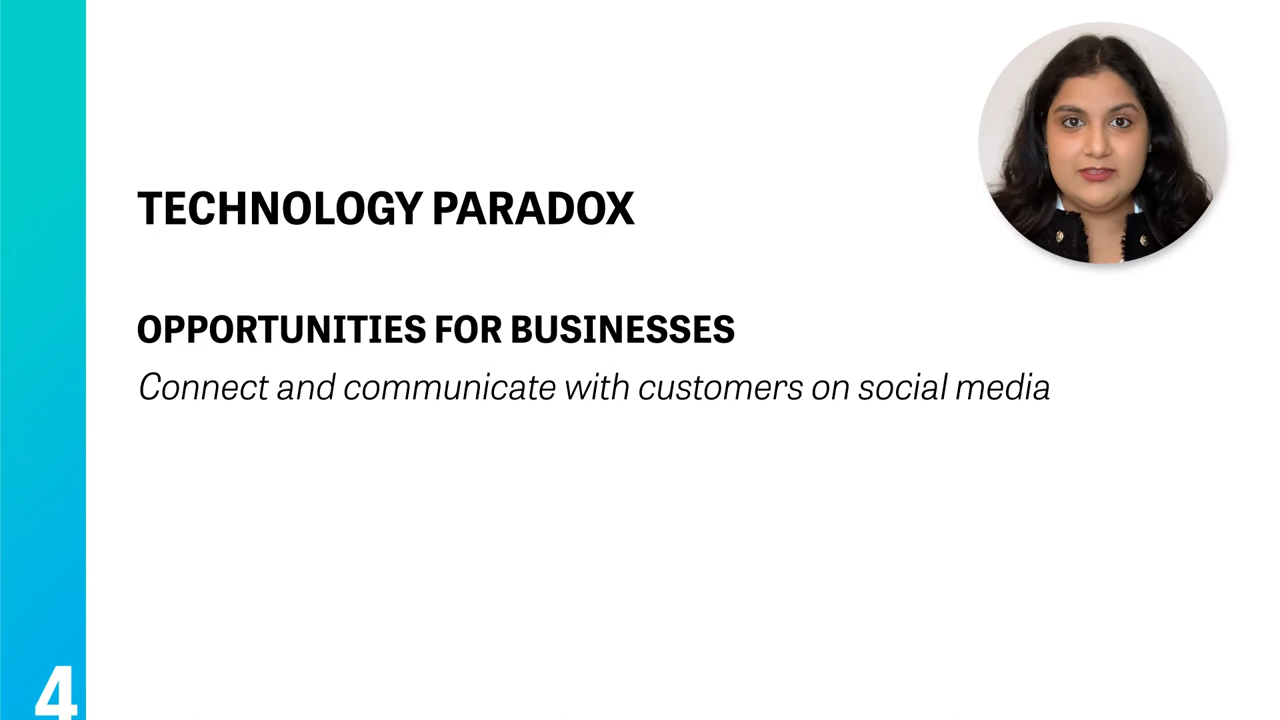 TECHNOLOGY PARADOX
OPPORTUNITIES FOR BUSINESSES
Connect and communicate with customers on social media
4